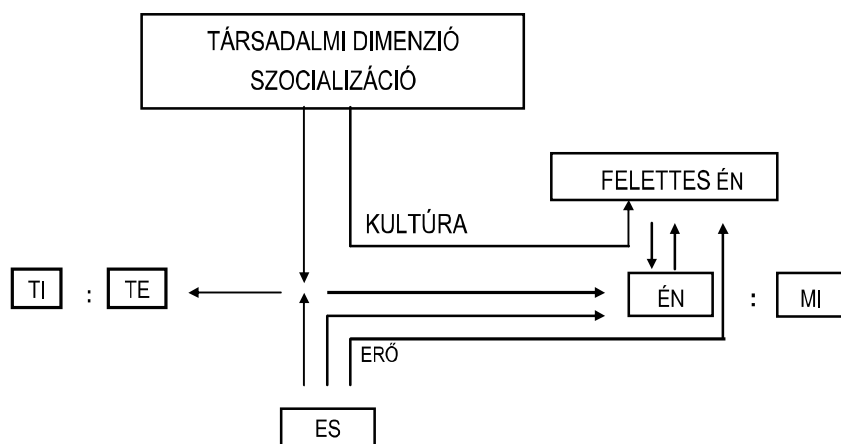 TÁRSADALMI DIMENZIÓ
SZOCIALIZÁCIÓ
FELETTES ÉN
KULTÚRA
TI : TE
ÉN : MI
ERŐ
ES